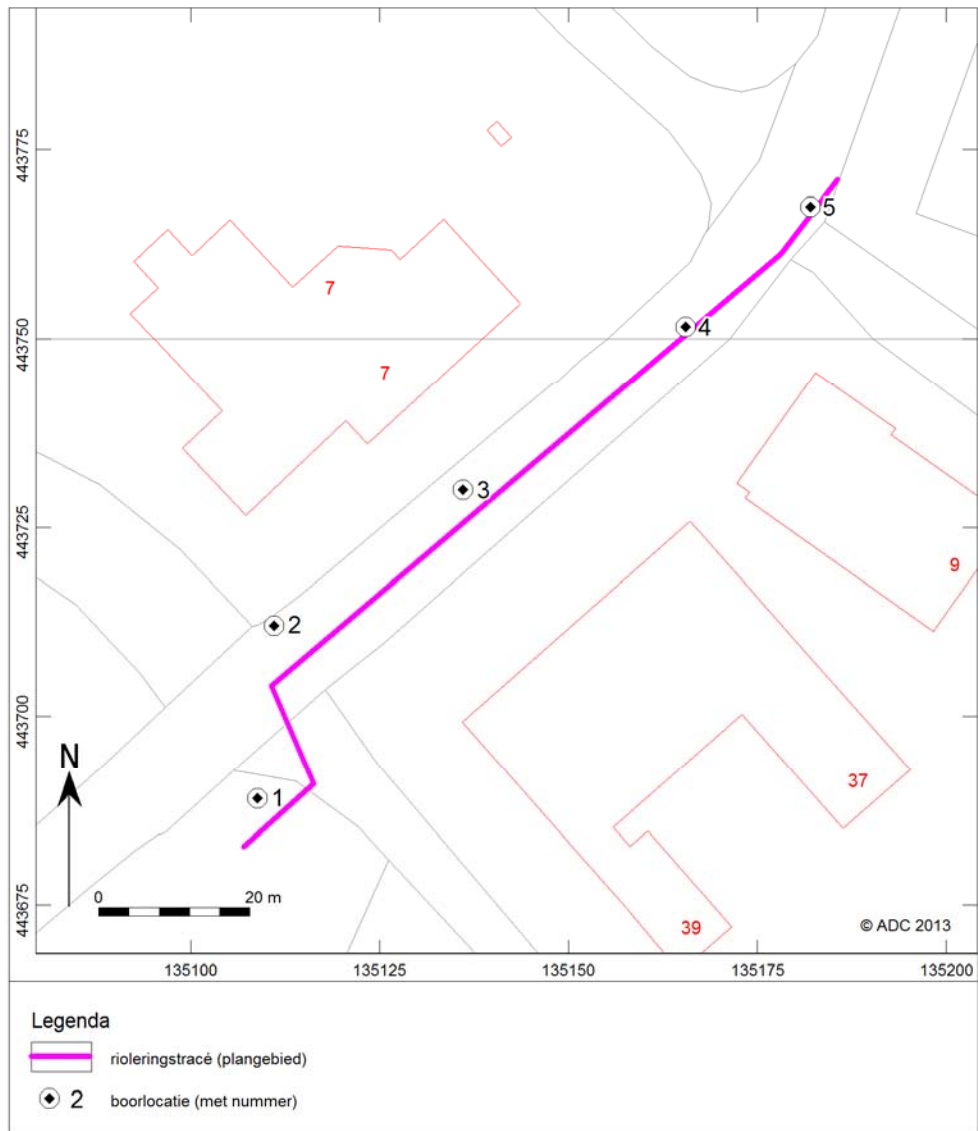 443775
443750
443725
443700
443675
7
7
5
4
3
2
1
9
37
39
N
0 20 m
© ADC 2013
135100 135125 135150 135175 135200
Legenda
rioleringstracé (plangebied)
2 boorlocatie (met nummer)